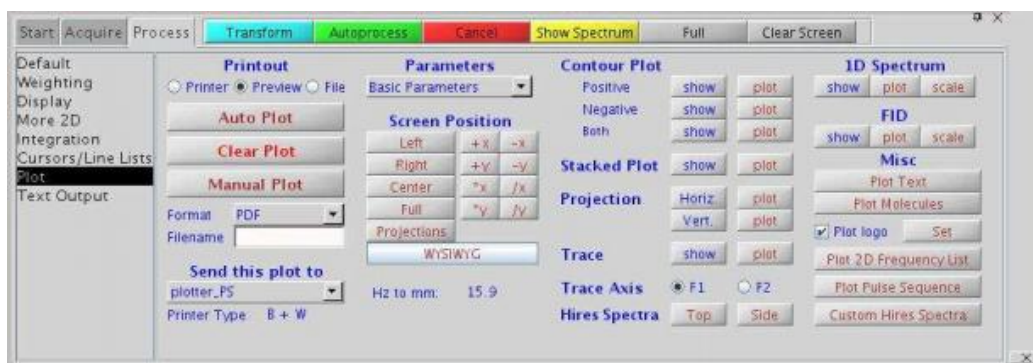 Start Acquire Process Transform Autoprocess Cancel Show Spectrum Full Clear Screen
Default
Weighting
Display
More 2D
Integration
Cursors/Line Lists
Plot
Text Output
Printout
Printer Preview File
Auto Plot
Clear Plot
Manual Plot
Format PDF
Filename
Send this plot to
plotter_PS
Printer Type B + W
Parameters
Basic Parameters
Screen Position
Left +x -x
Right +y -y
Center *x /x
Full *y /y
Projections
WYSIWYG
Hz to mm: 15.9
Contour Plot
Positive show plot
Negative show plot
Both show plot
Stacked Plot show plot
Projection Horiz. plot
Vert. plot
Trace show plot
Trace Axis F1 F2
Hires Spectra Top Side
1D Spectrum
show plot scale
FID
show plot scale
Misc
Plot Text
Plot Molecules
Plot logo Set
Plot 2D Frequency List
Plot Pulse Sequence
Custom Hires Spectra